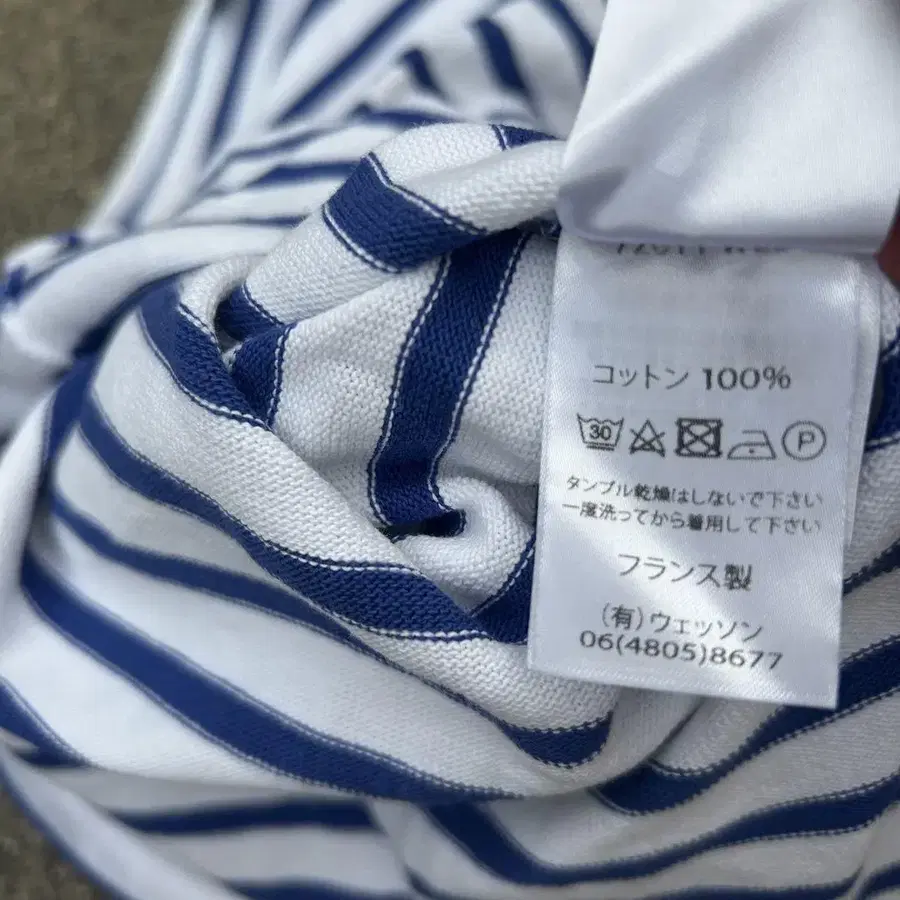 コットン 100%
30 P
タンブル乾燥はしないで下さい
一度洗ってから着用して下さい
フランス製
(有)ウェッソン
06(4805)8677